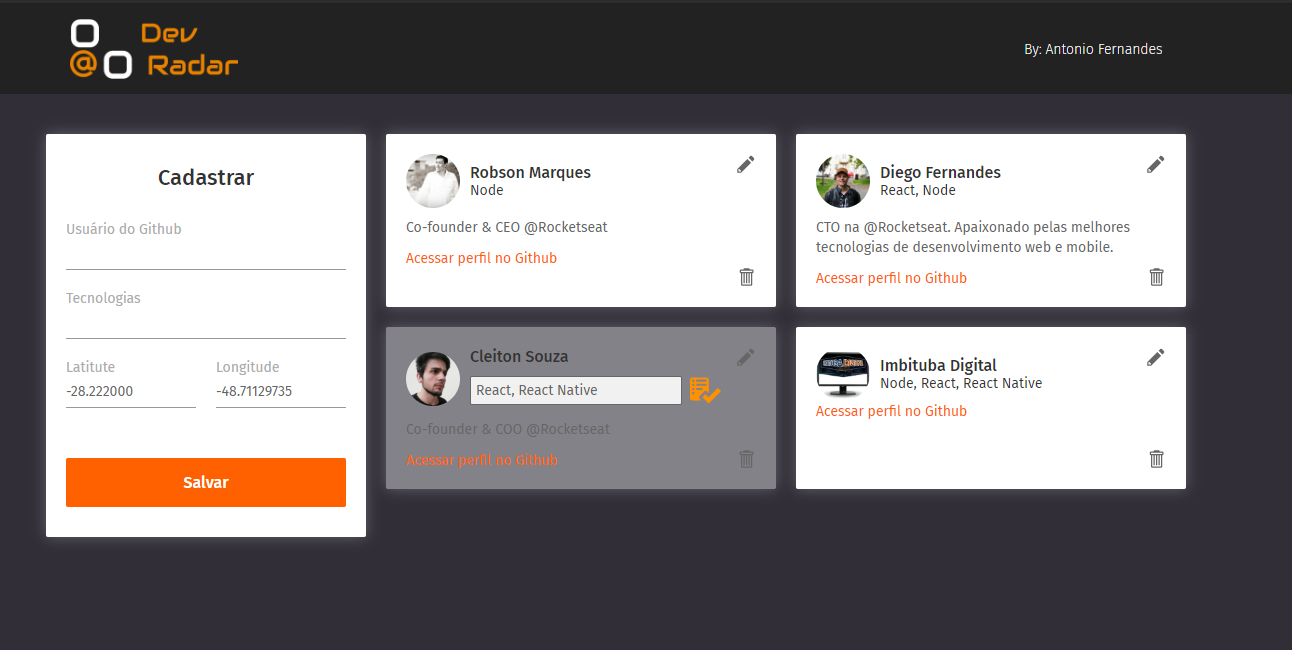 Dev
@ Radar
By: Antonio Fernandes
Cadastrar
Usuário do Github
Tecnologias
Latitute
Longitude
-28.222000
-48.71129735
Salvar
Robson Marques
Node
Co-founder & CEO @Rocketseat
Acessar perfil no Github
Diego Fernandes
React, Node
CTO na @Rocketseat. Apaixonado pelas melhores
tecnologias de desenvolvimento web e mobile.
Acessar perfil no Github
Cleiton Souza
React, React Native
Co-founder & COO @Rocketseat
Acessar perfil no Github
Imbituba Digital
Node, React, React Native
Acessar perfil no Github